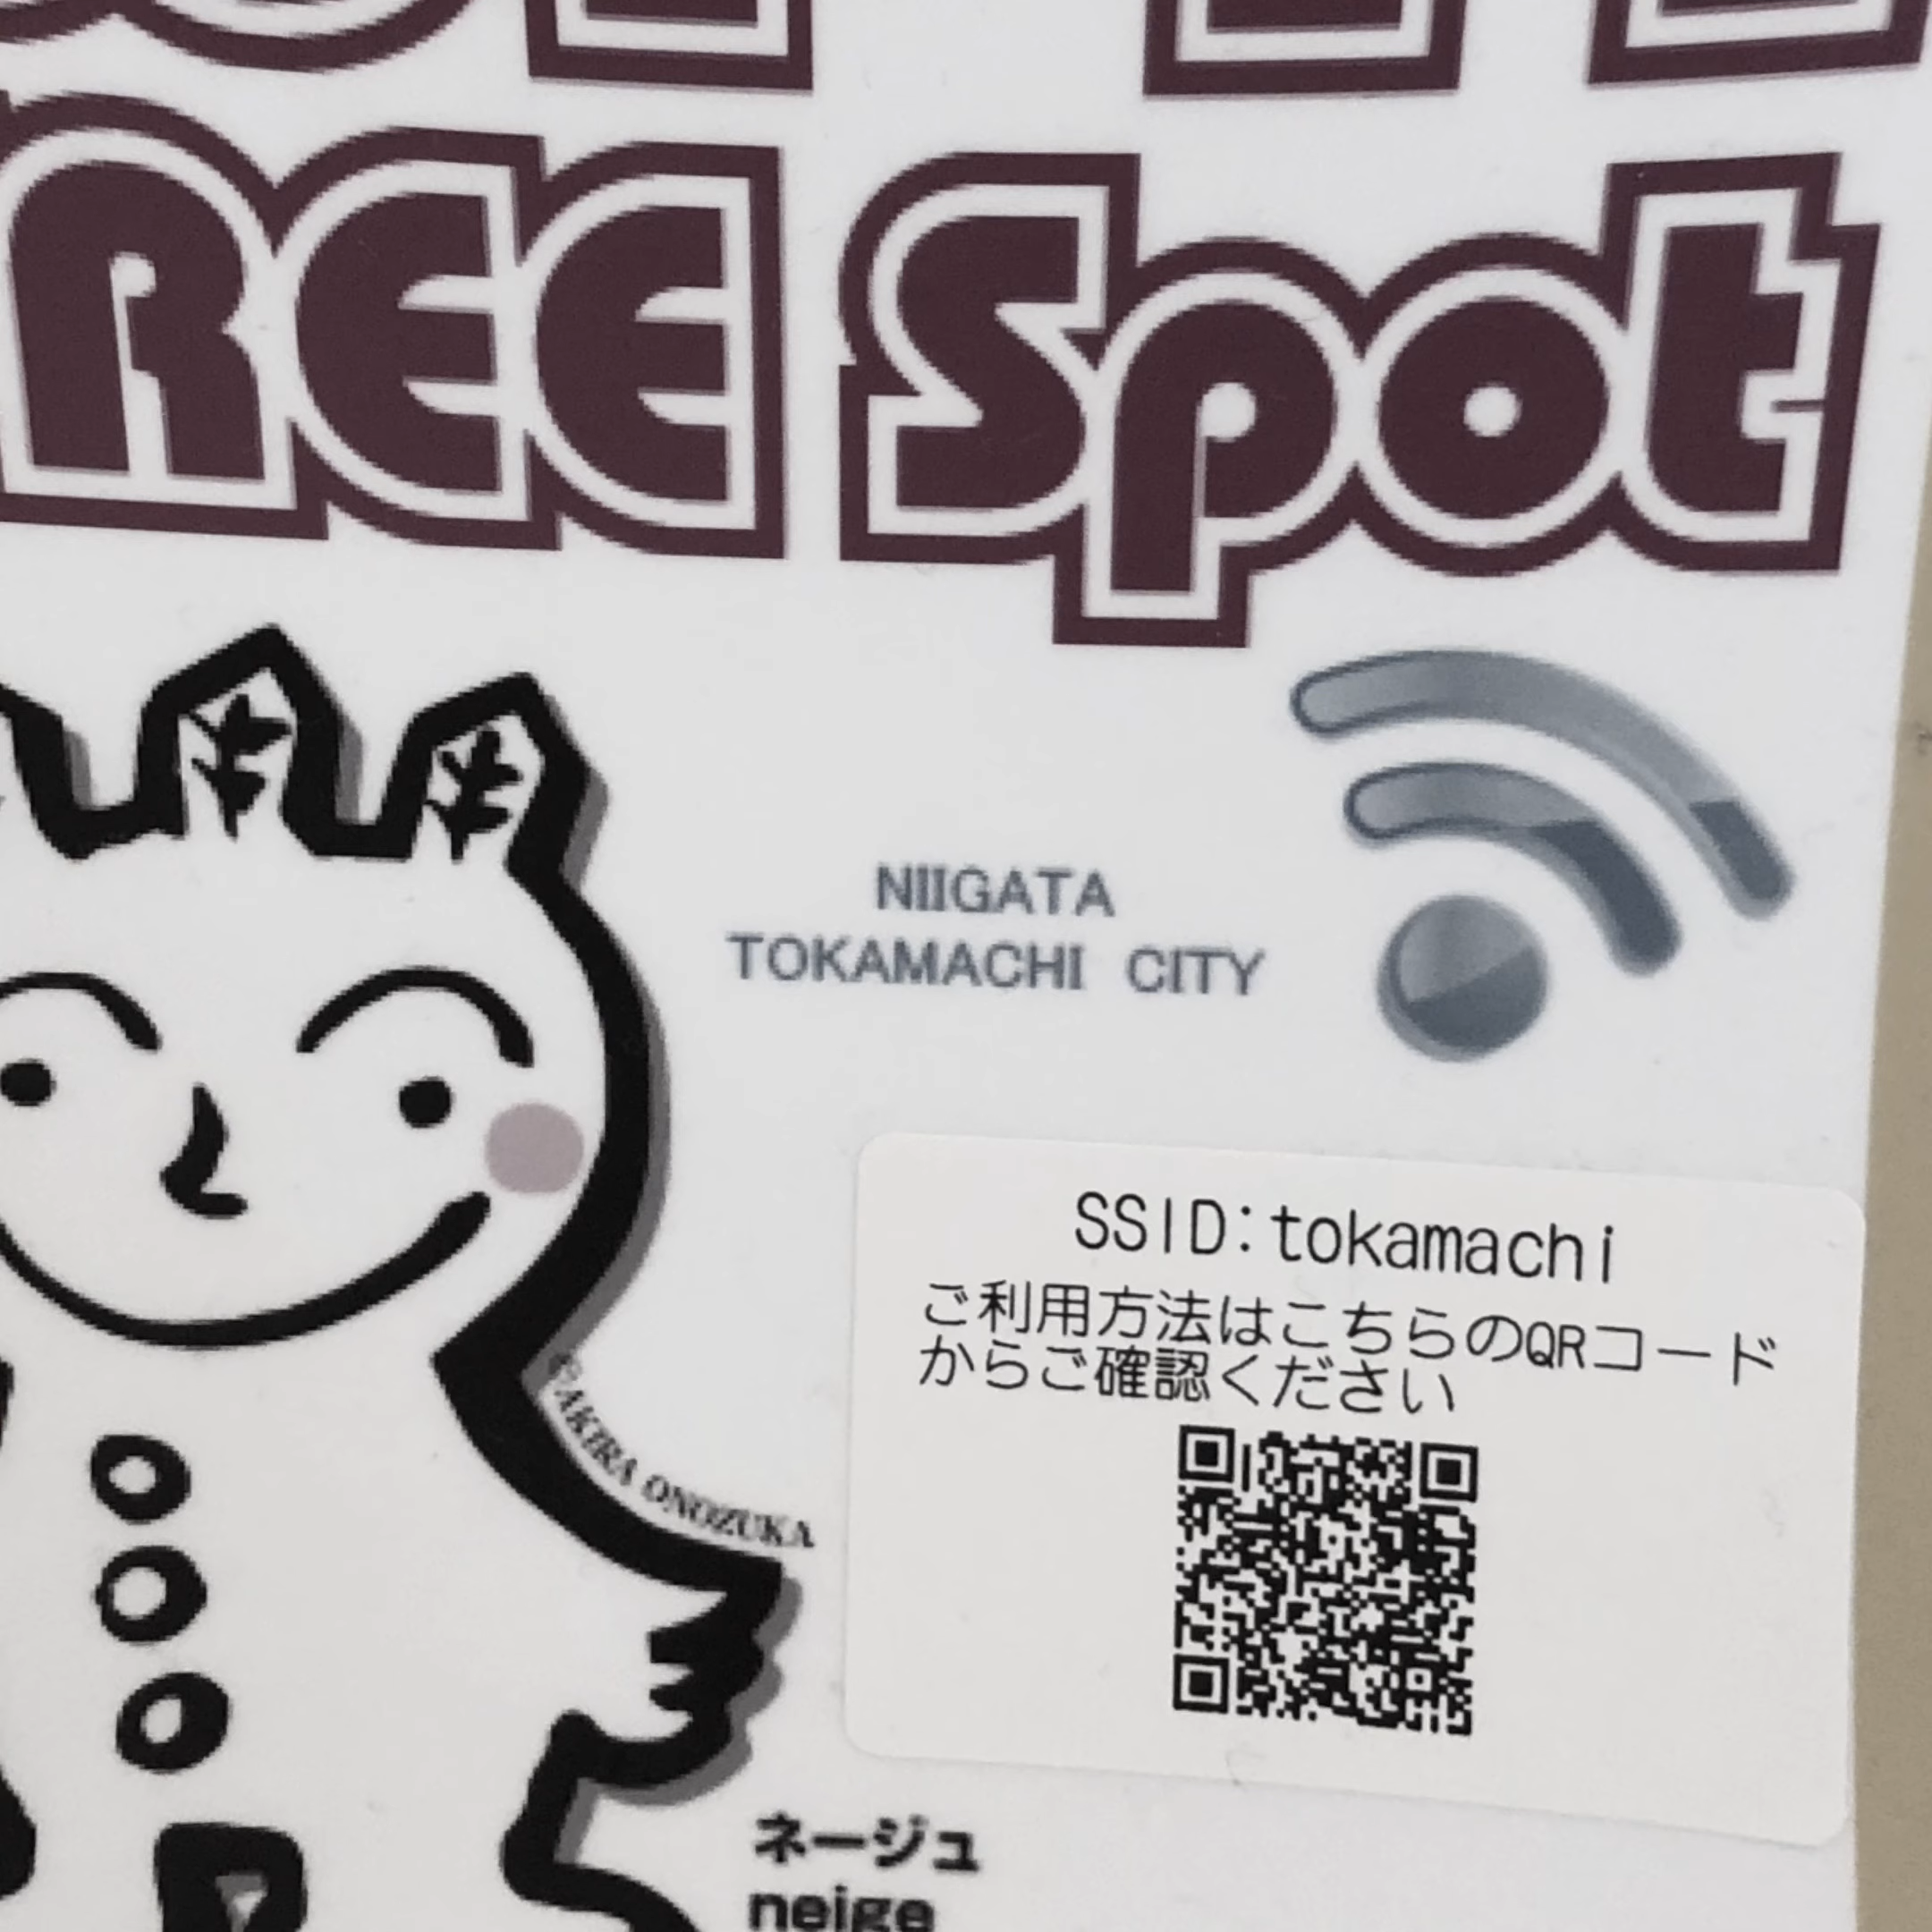 REE Spot
NIIGATA
TOKAMACHI CITY
SSID:tokamachi
ご利用方法はこちらのQRコード
からご確認ください
©AKIRA ONOZUKA
ネージュ
neige